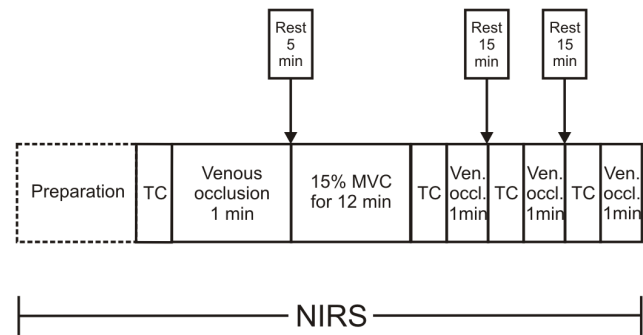 Rest
5
min
Rest
15
min
Rest
15
min
Preparation
TC
Venous
occlusion
1 min
15% MVC
for 12 min
TC
Ven.
occl.
1min
TC
Ven.
occl.
1min
TC
Ven.
occl.
1min
NIRS